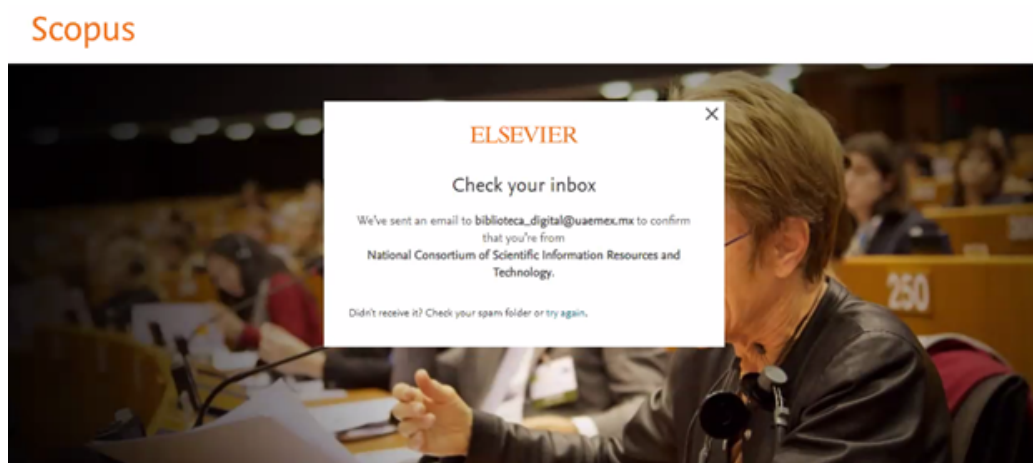 Scopus
ELSEVIER
Check your inbox
We've sent an email to biblioteca_digital@uaemex.mx to confirm
that you're from
National Consortium of Scientific Information Resources and
Technology.
Didn't receive it? Check your spam folder or try again.
250